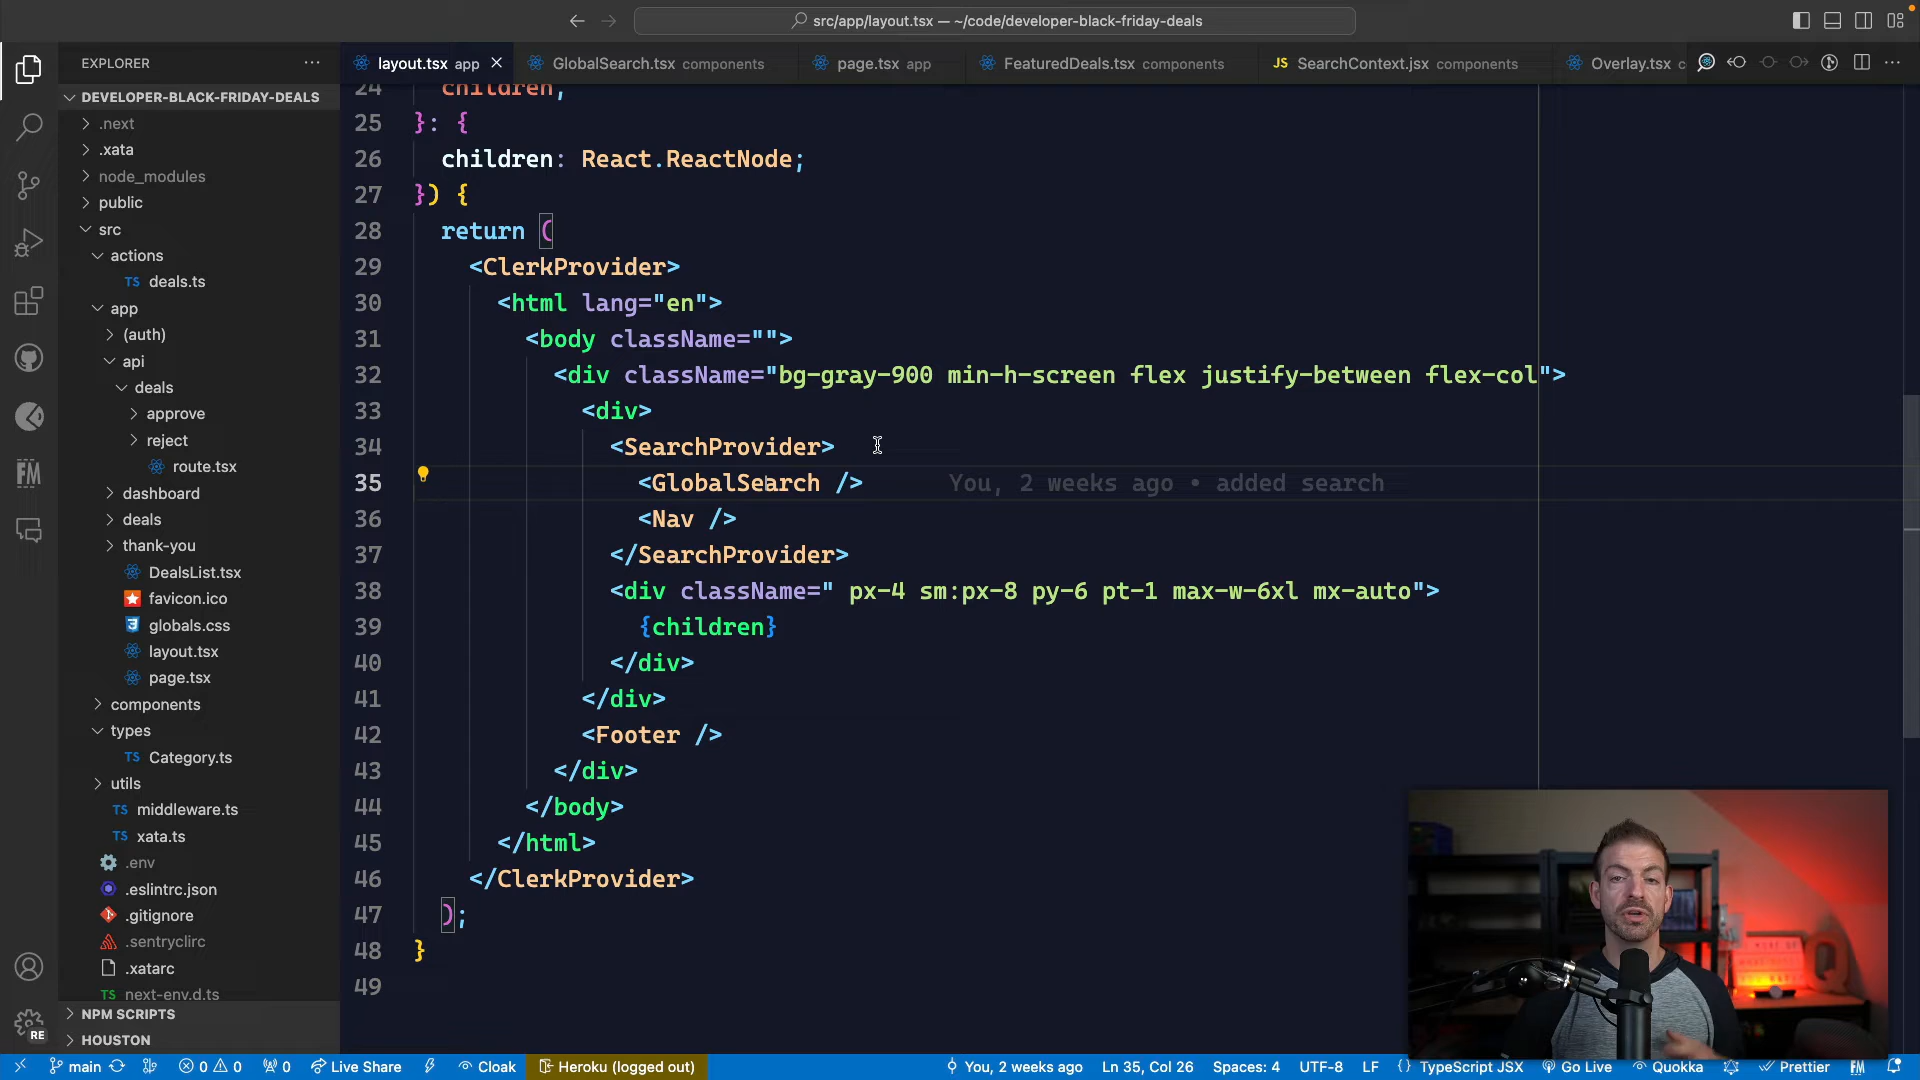 src/app/layout.tsx — ~/code/developer-black-friday-deals
EXPLORER
layout.tsx app
GlobalSearch.tsx components
page.tsx app
FeaturedDeals.tsx components
JS SearchContext.jsx components
Overlay.tsx c
DEVELOPER-BLACK-FRIDAY-DEALS
.next
.xata
node_modules
public
src
actions
TS deals.ts
app
(auth)
api
deals
approve
reject
route.tsx
dashboard
deals
thank-you
DealsList.tsx
favicon.ico
globals.css
layout.tsx
page.tsx
components
types
TS Category.ts
utils
TS middleware.ts
TS xata.ts
.env
.eslintrc.json
.gitignore
.sentryclirc
.xatarc
TS next-env.d.ts
NPM SCRIPTS
HOUSTON
FM
RE
24 children,
25 }: {
26 children: React.ReactNode;
27 }) {
28 return (
29 <ClerkProvider>
30 <html lang="en">
31 <body className="">
32 <div className="bg-gray-900 min-h-screen flex justify-between flex-col">
33 <div>
34 <SearchProvider>
35 <GlobalSearch /> You, 2 weeks ago • added search
36 <Nav />
37 </SearchProvider>
38 <div className=" px-4 sm:px-8 py-6 pt-1 max-w-6xl mx-auto">
39 {children}
40 </div>
41 </div>
42 <Footer />
43 </div>
44 </body>
45 </html>
46 </ClerkProvider>
47 );
48 }
49
main 0 0 0 Live Share Cloak Heroku (logged out) You, 2 weeks ago Ln 35, Col 26 Spaces: 4 UTF-8 LF {} TypeScript JSX Go Live Quokka Prettier FM